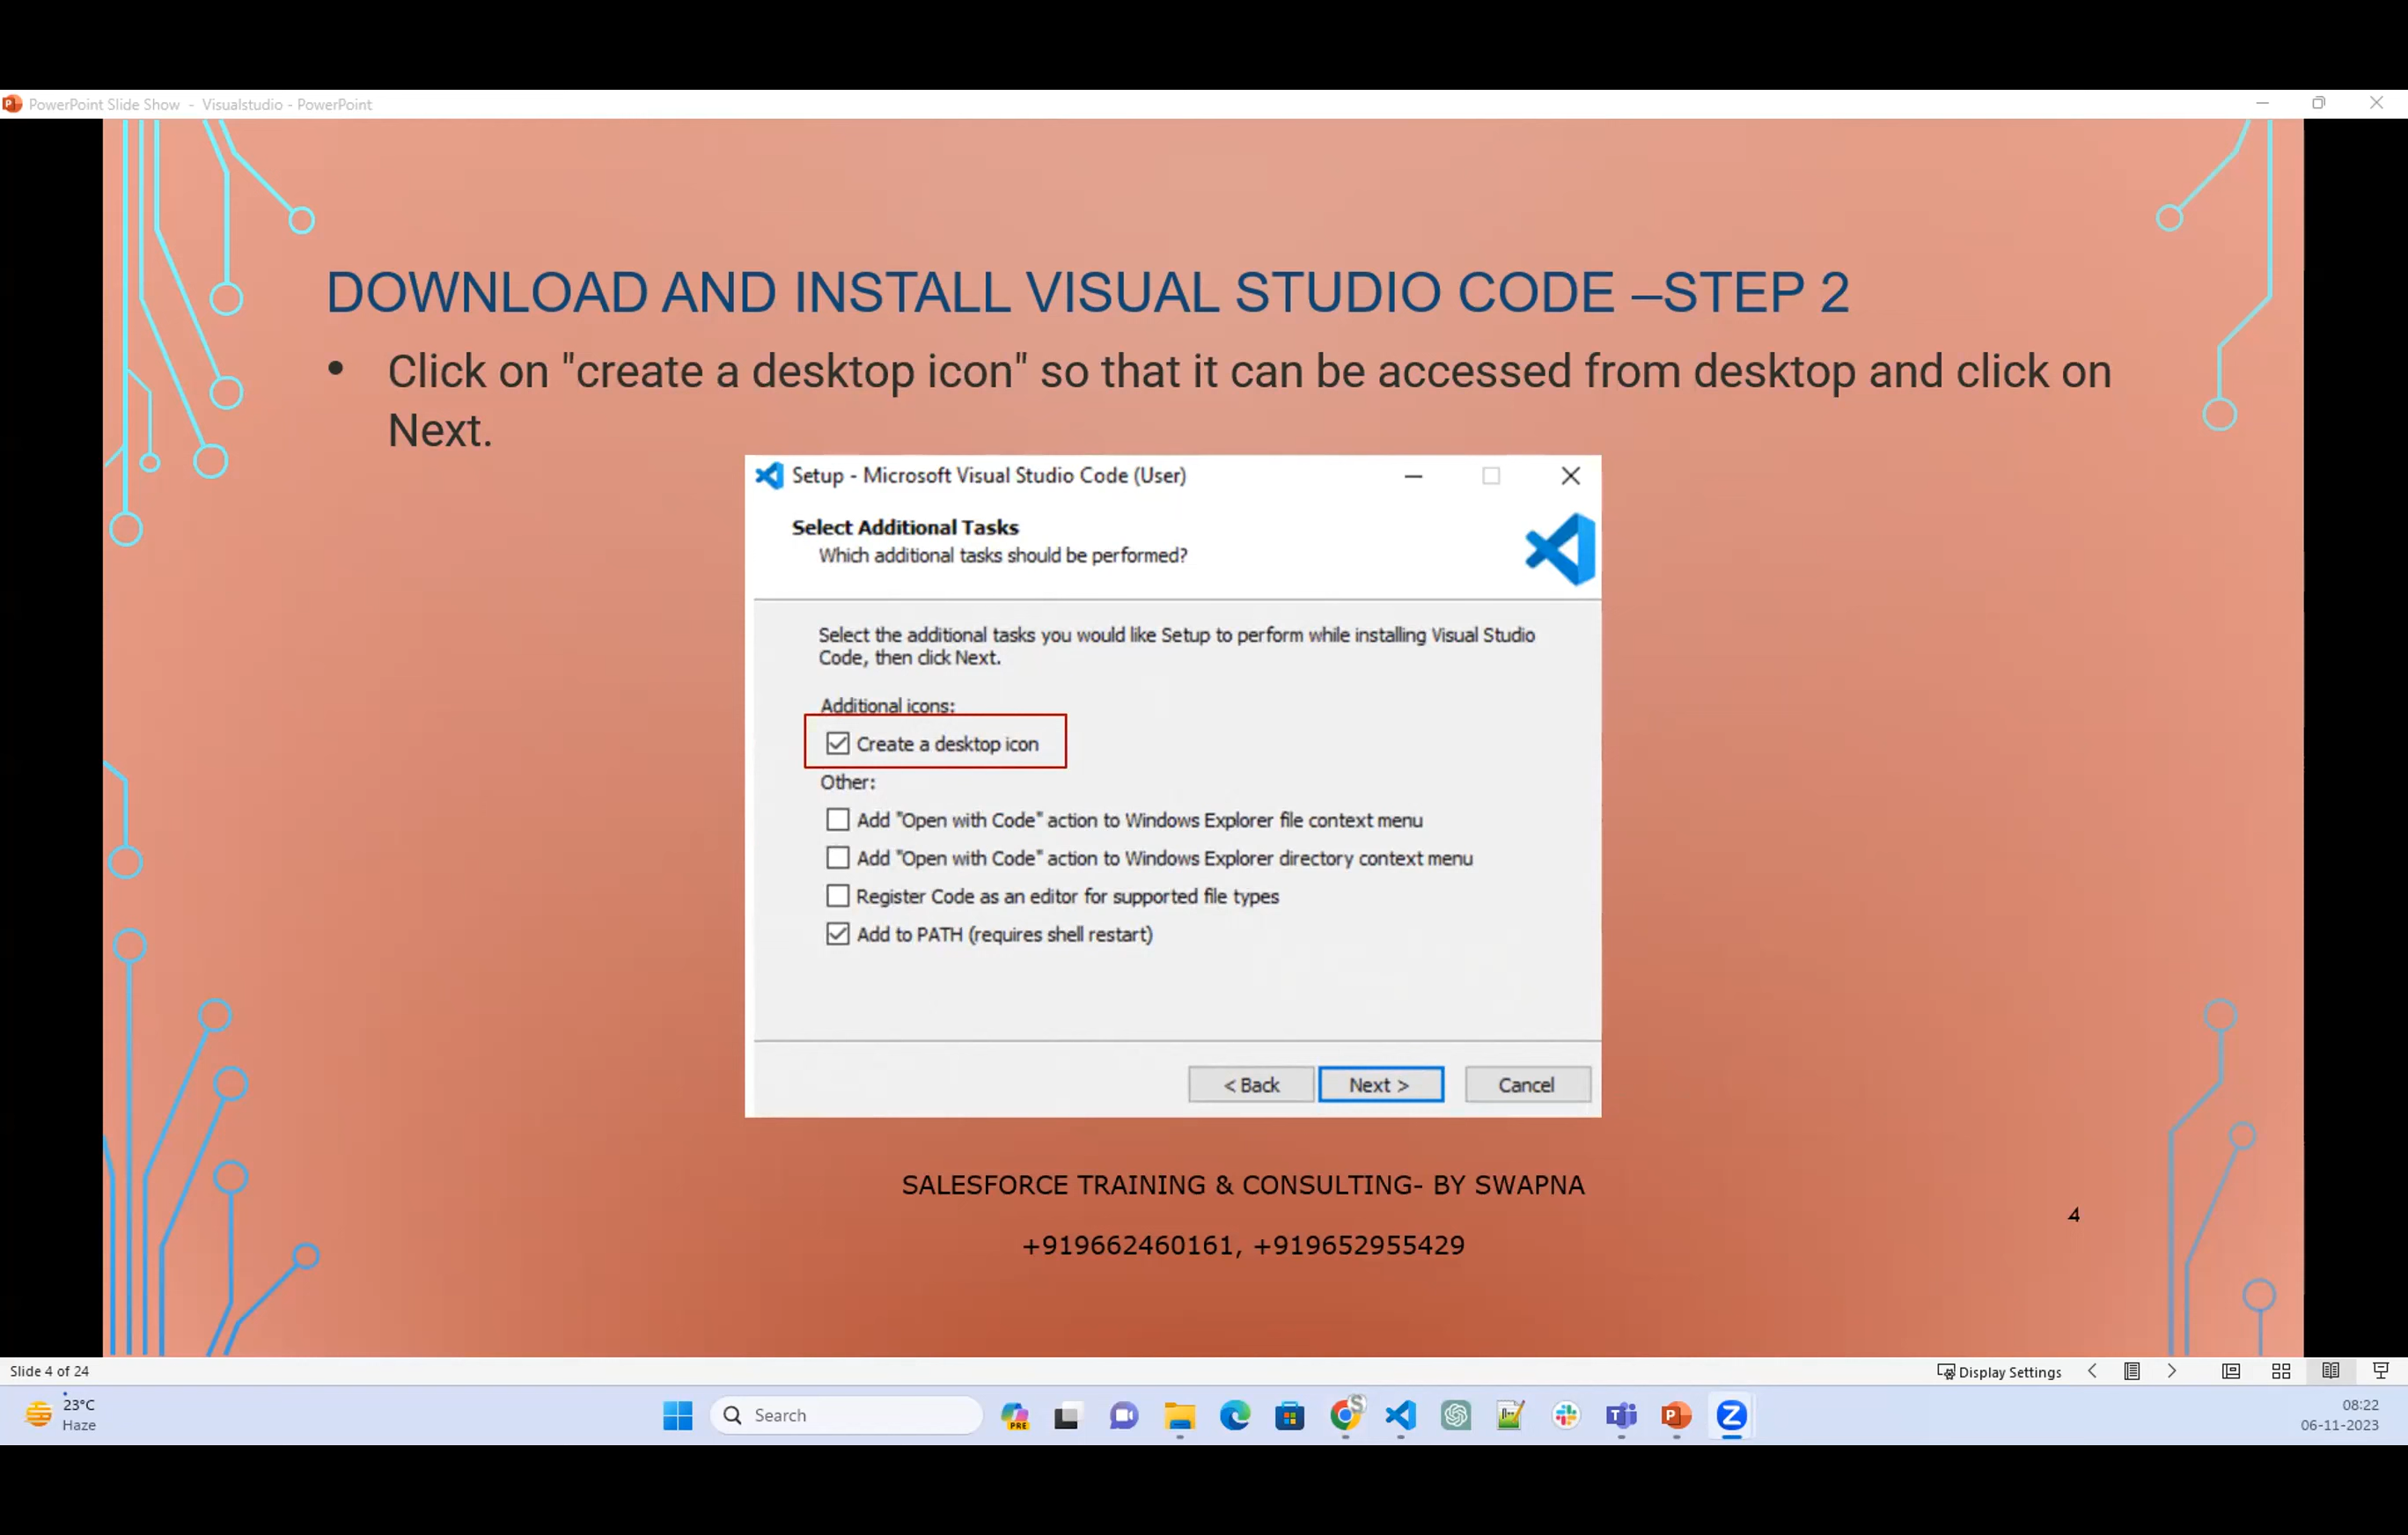 PowerPoint Slide Show - Visualstudio - PowerPoint
DOWNLOAD AND INSTALL VISUAL STUDIO CODE –STEP 2
• Click on "create a desktop icon" so that it can be accessed from desktop and click on
Next.
Setup - Microsoft Visual Studio Code (User)
Select Additional Tasks
Which additional tasks should be performed?
Select the additional tasks you would like Setup to perform while installing Visual Studio
Code, then click Next.
Additional icons:
Create a desktop icon
Other:
Add "Open with Code" action to Windows Explorer file context menu
Add "Open with Code" action to Windows Explorer directory context menu
Register Code as an editor for supported file types
Add to PATH (requires shell restart)
< Back
Next >
Cancel
SALESFORCE TRAINING & CONSULTING- BY SWAPNA
4
+919662460161, +919652955429
Slide 4 of 24
Display Settings
23°C
Haze
Search
PRE
08:22
06-11-2023